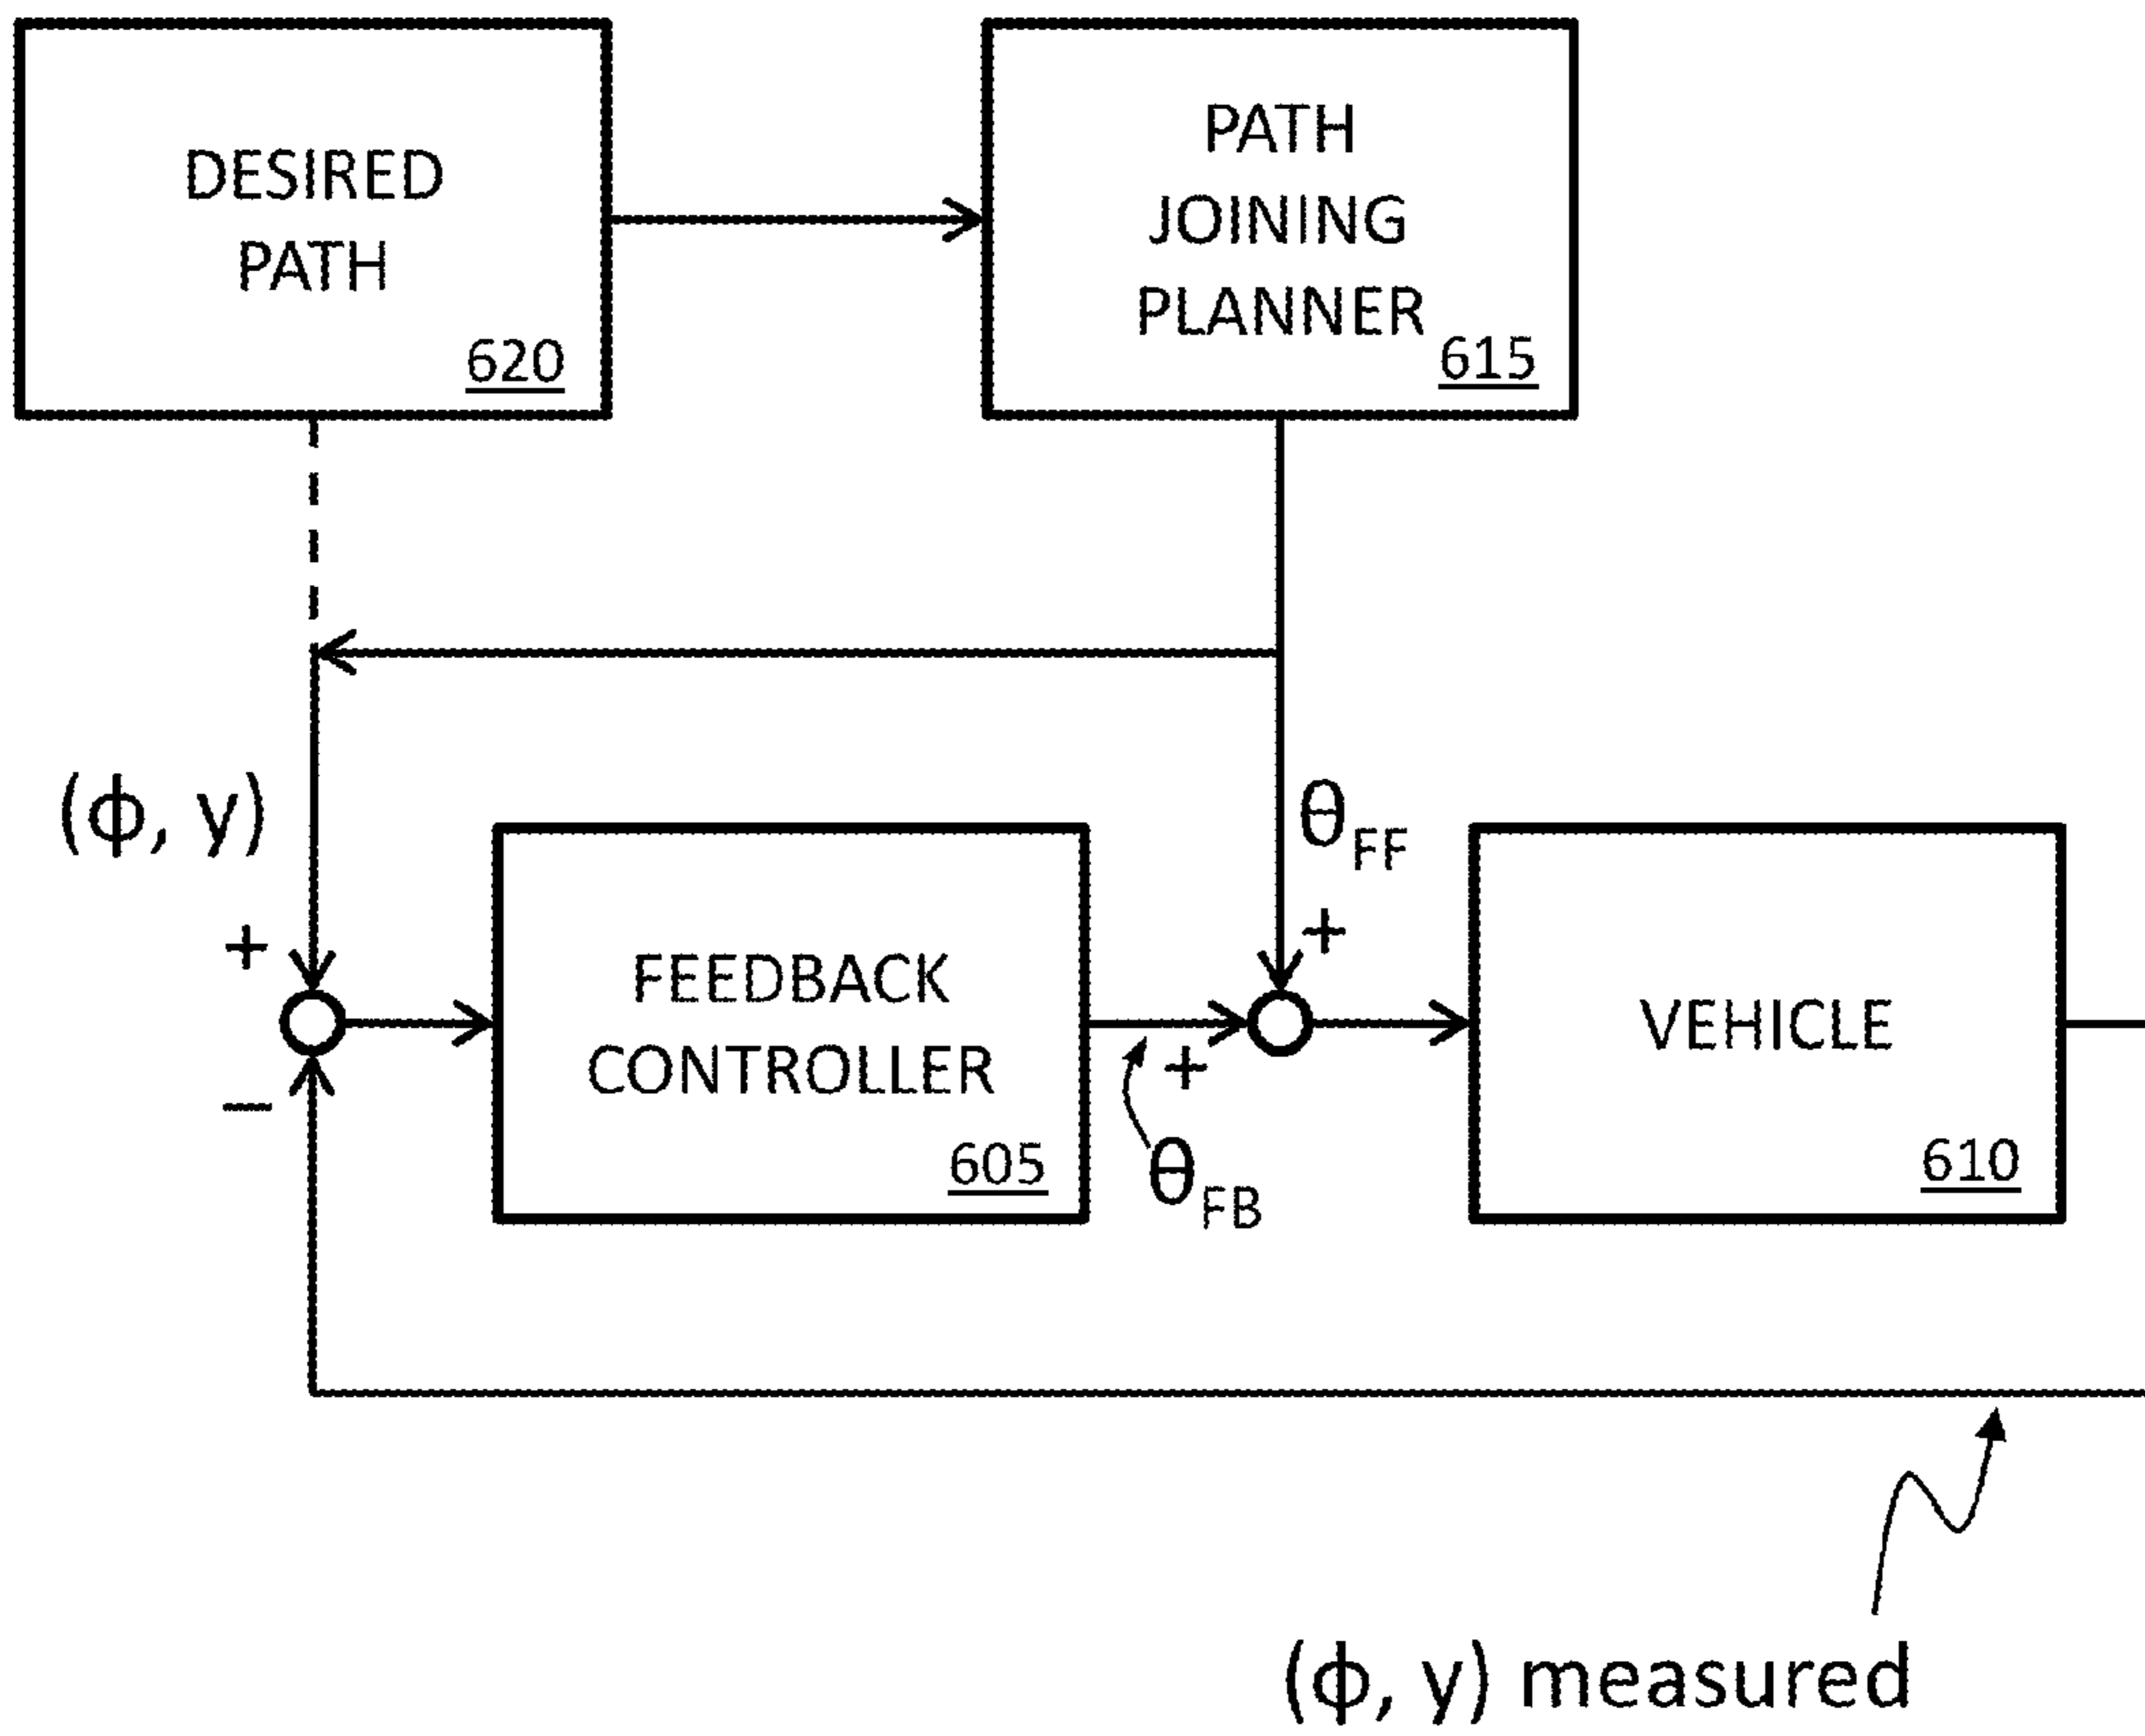 DESIRED
PATH
620
PATH
JOINING
PLANNER
615
(ϕ, y)
θFF
+
+
−
FEEDBACK
CONTROLLER
605
+
θFB
VEHICLE
610
(ϕ, y) measured